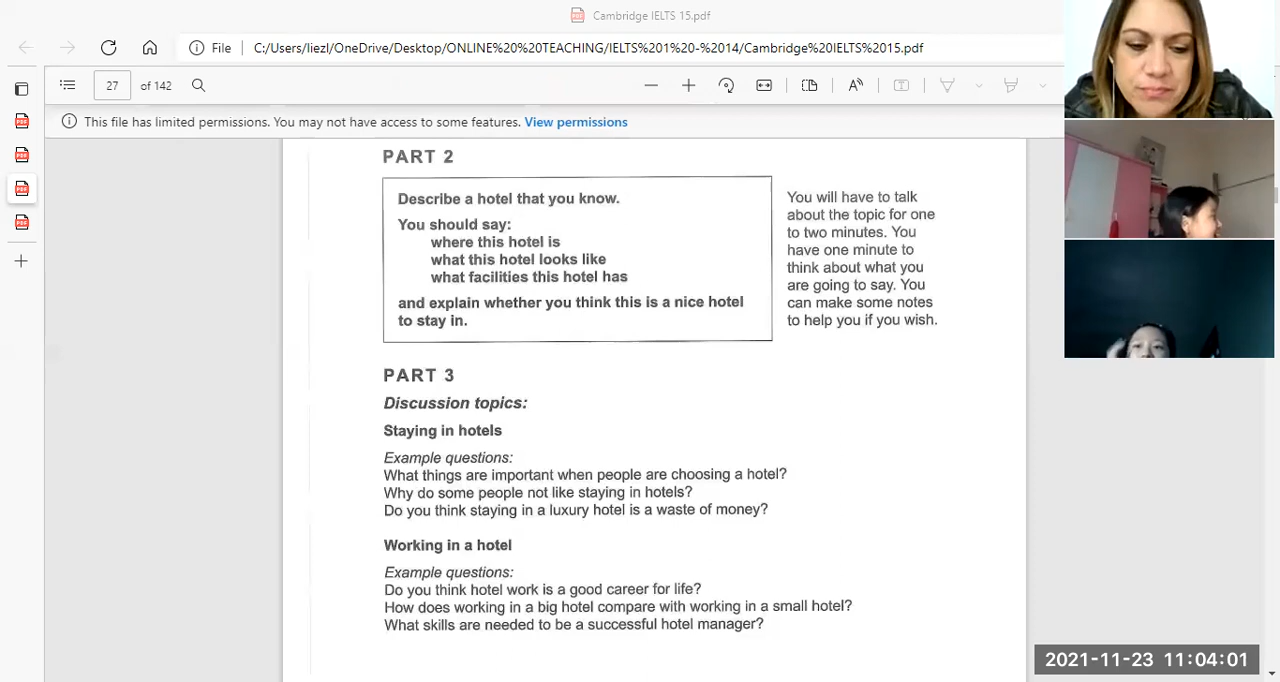 Cambridge IELTS 15.pdf
File
C:/Users/liezl/OneDrive/Desktop/ONLINE%20%20TEACHING/IELTS%201%20-%2014/Cambridge%20IELTS%2015.pdf
27 of 142
This file has limited permissions. You may not have access to some features. View permissions
PART 2
Describe a hotel that you know.
You should say:
where this hotel is
what this hotel looks like
what facilities this hotel has
and explain whether you think this is a nice hotel
to stay in.
You will have to talk
about the topic for one
to two minutes. You
have one minute to
think about what you
are going to say. You
can make some notes
to help you if you wish.
PART 3
Discussion topics:
Staying in hotels
Example questions:
What things are important when people are choosing a hotel?
Why do some people not like staying in hotels?
Do you think staying in a luxury hotel is a waste of money?
Working in a hotel
Example questions:
Do you think hotel work is a good career for life?
How does working in a big hotel compare with working in a small hotel?
What skills are needed to be a successful hotel manager?
2021-11-23 11:04:01